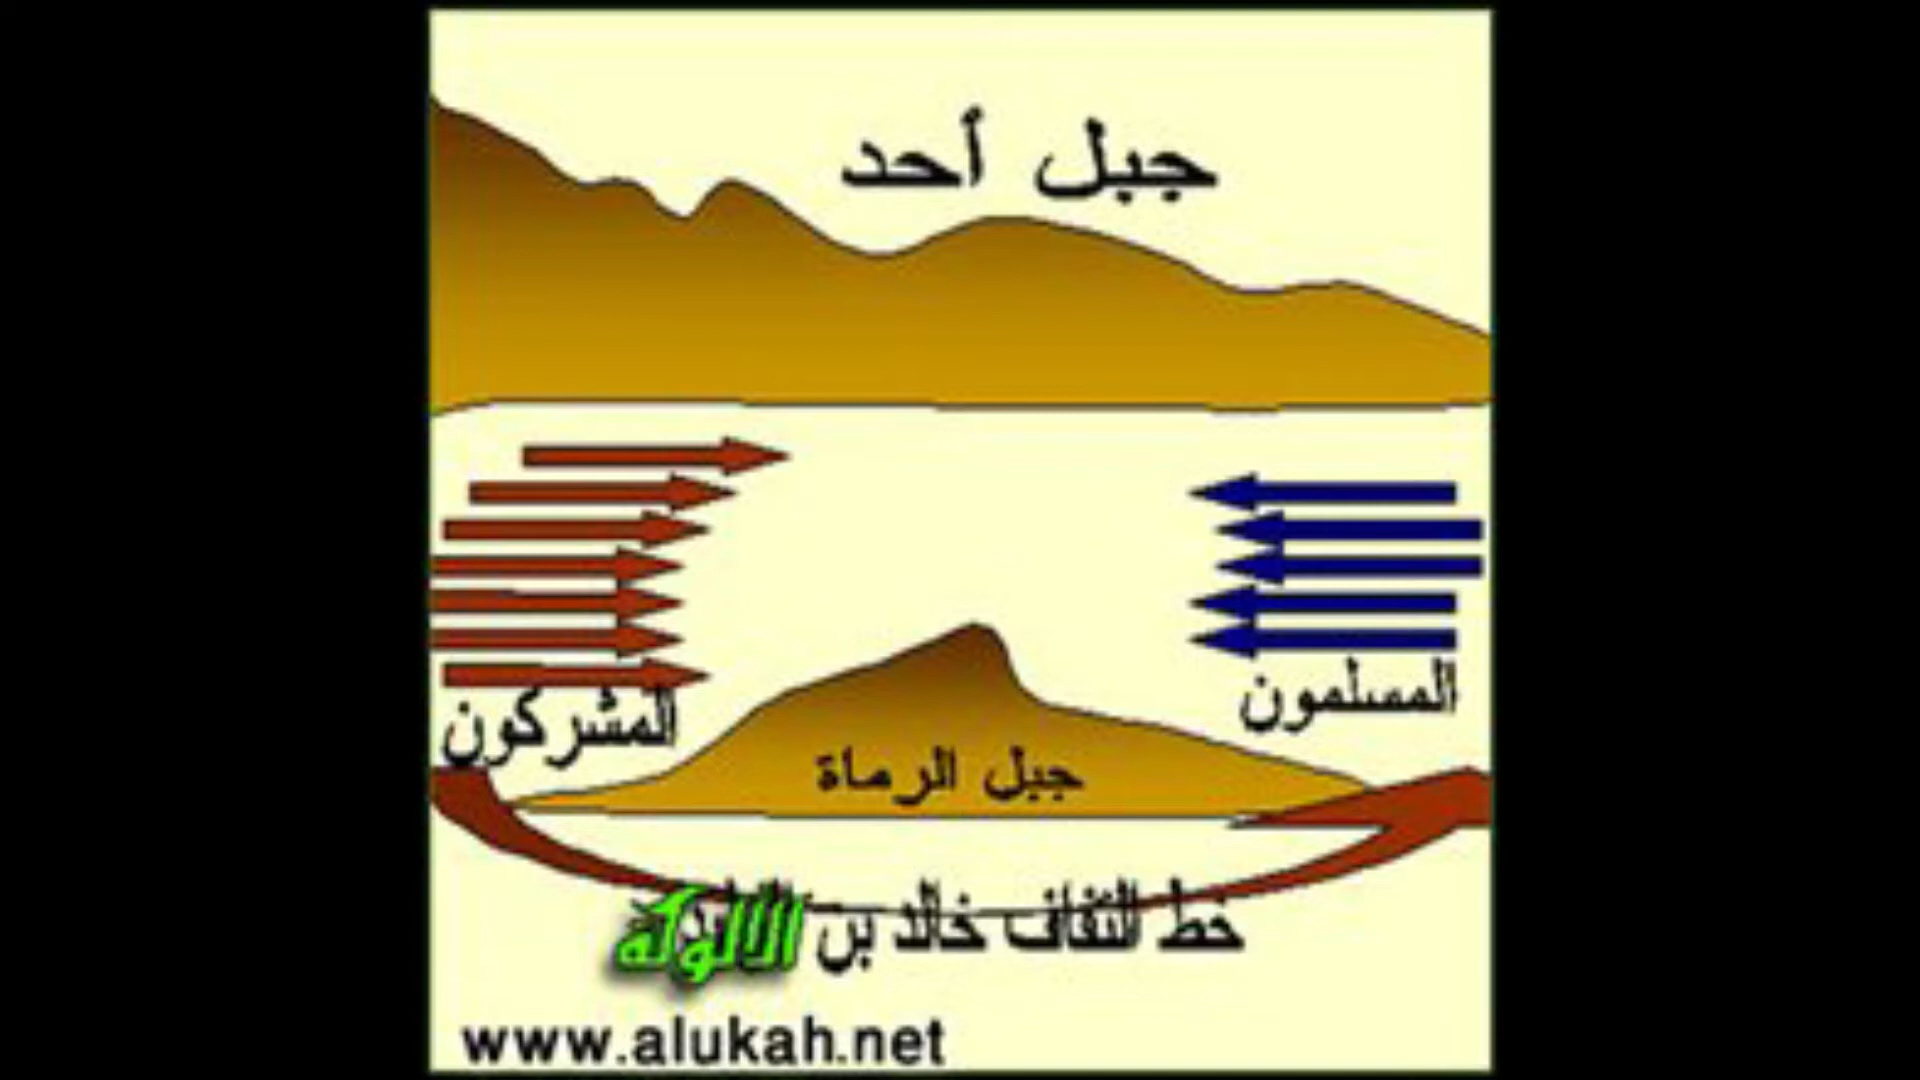 جبل أحد
المسلمون
المشركون
جبل الرماة
خط التفاف خالد بن
الألوكة
www.alukah.net